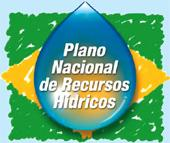 Plano
Nacional
de Recursos
Hídricos